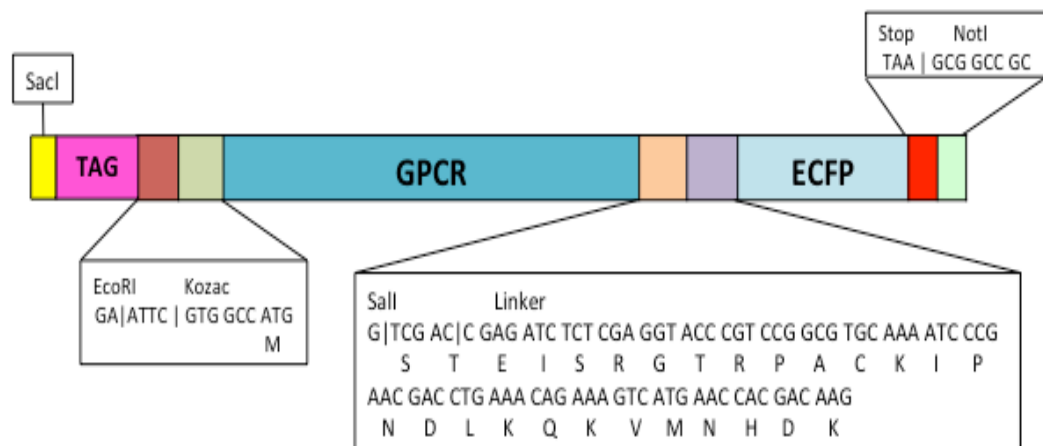 Stop NotI
TAA | GCG GCC GC
SacI
TAG
GPCR
ECFP
EcoRI Kozac
GA|ATTC | GTG GCC ATG
M
SalI Linker
G|TCG AC|C GAG ATC TCT CGA GGT ACC CGT CCG GCG TGC AAA ATC CCG
S T E I S R G T R P A C K I P
AAC GAC CTG AAA CAG AAA GTC ATG AAC CAC GAC AAG
N D L K Q K V M N H D K